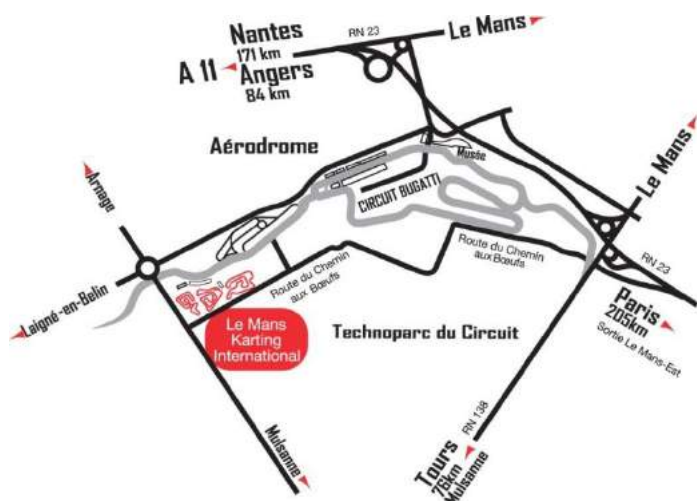 Nantes
171 km
RN 23
Le Mans
A 11
Angers
84 km
Aérodrome
Musée
CIRCUIT BUGATTI
Arnage
Le Mans
Route du Chemin
aux Bœufs
Route du Chemin
aux Bœufs
RN 23
Laigné-en-Belin
Le Mans
Karting
International
Technoparc du Circuit
Paris
205km
Sortie Le Mans-Est
Mulsanne
RN 138
Tours
76km
Mulsanne